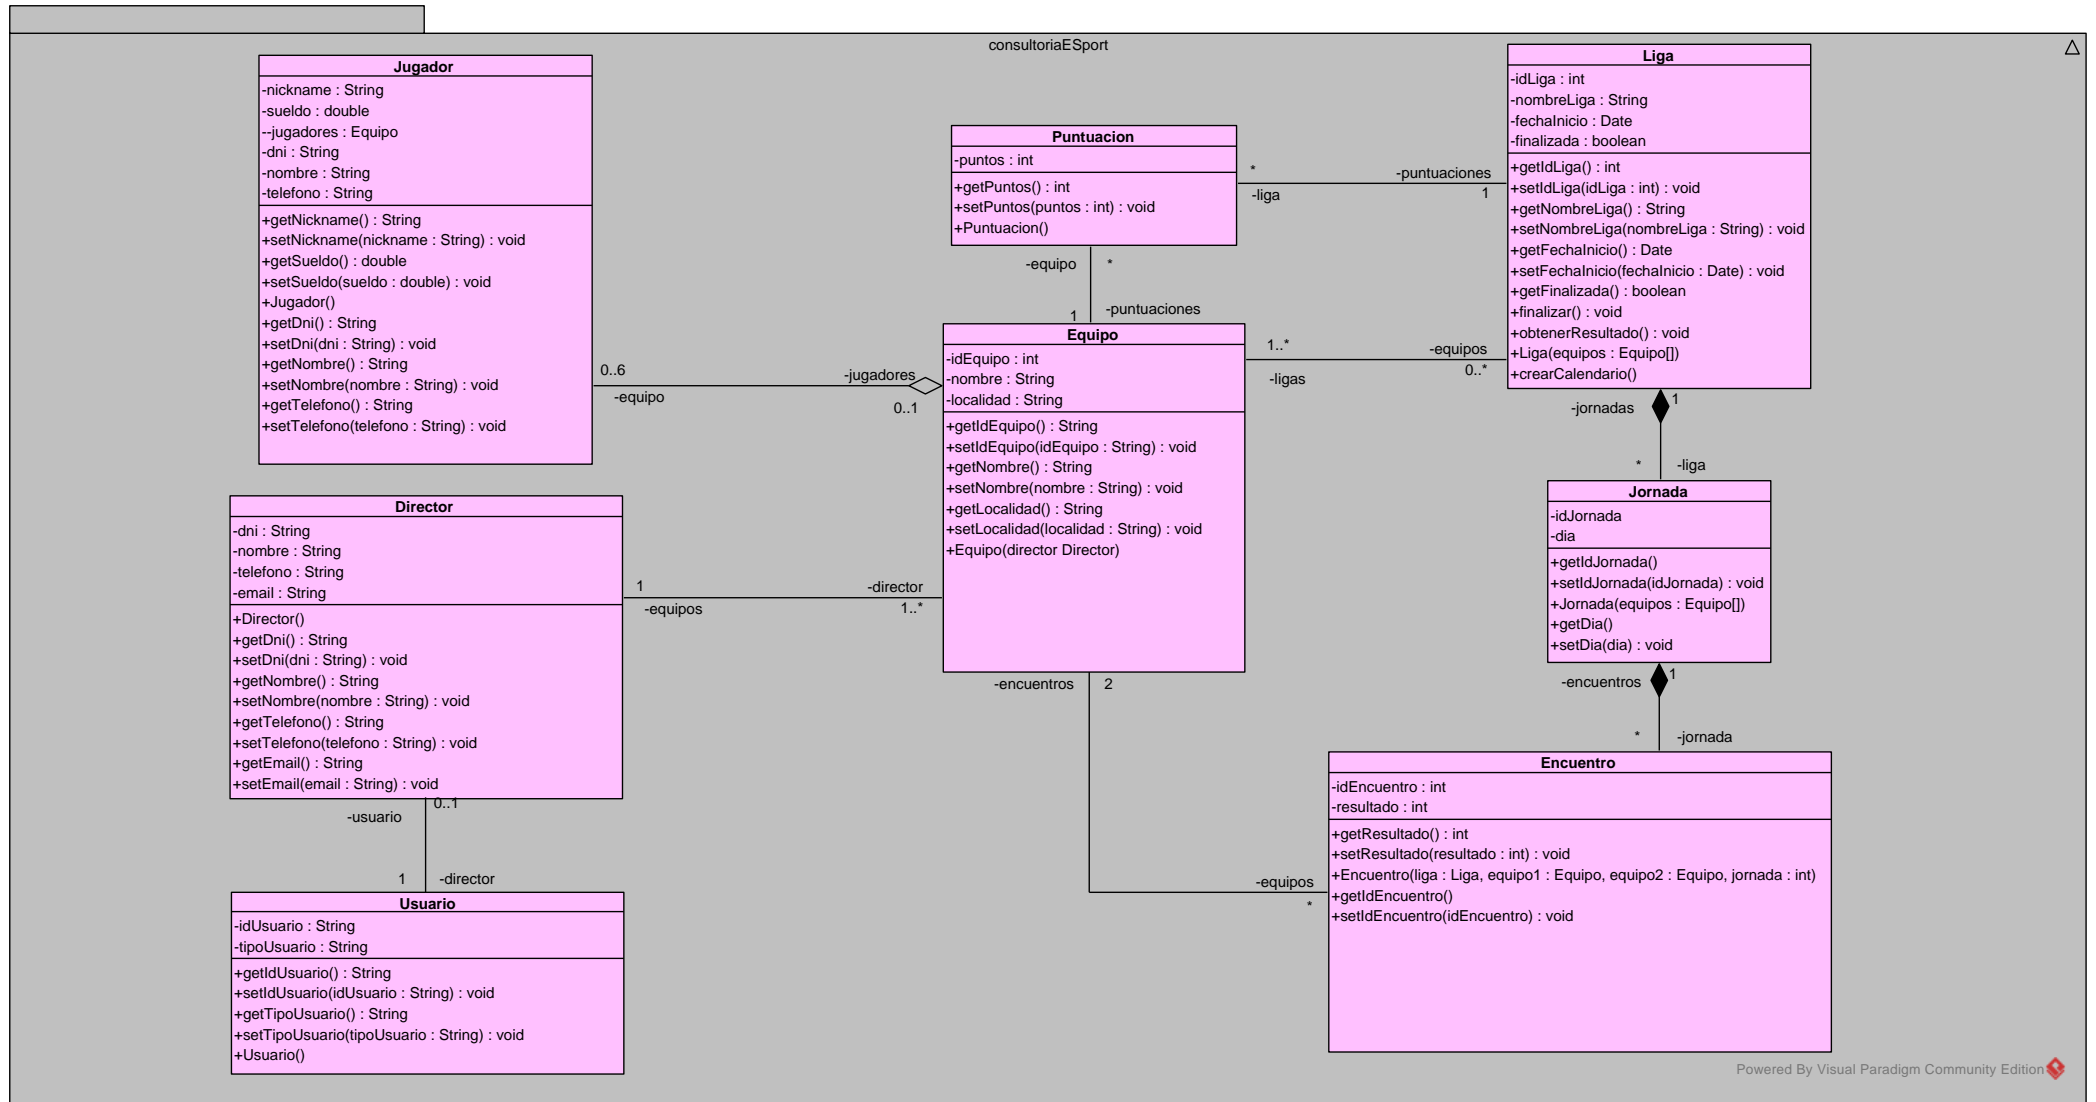 consultoriaESport
Jugador
-nickname : String
-sueldo : double
--jugadores : Equipo
-dni : String
-nombre : String
-telefono : String
+getNickname() : String
+setNickname(nickname : String) : void
+getSueldo() : double
+setSueldo(sueldo : double) : void
+Jugador()
+getDni() : String
+setDni(dni : String) : void
+getNombre() : String
+setNombre(nombre : String) : void
+getTelefono() : String
+setTelefono(telefono : String) : void
Puntuacion
-puntos : int
+getPuntos() : int
+setPuntos(puntos : int) : void
+Puntuacion()
*
-liga
-puntuaciones
1
Liga
-idLiga : int
-nombreLiga : String
-fechaInicio : Date
-finalizada : boolean
+getIdLiga() : int
+setIdLiga(idLiga : int) : void
+getNombreLiga() : String
+setNombreLiga(nombreLiga : String) : void
+getFechaInicio() : Date
+setFechaInicio(fechaInicio : Date) : void
+getFinalizada() : boolean
+finalizar() : void
+obtenerResultado() : void
+Liga(equipos : Equipo[])
+crearCalendario()
-equipo
*
1
-puntuaciones
Equipo
-idEquipo : int
-nombre : String
-localidad : String
+getIdEquipo() : String
+setIdEquipo(idEquipo : String) : void
+getNombre() : String
+setNombre(nombre : String) : void
+getLocalidad() : String
+setLocalidad(localidad : String) : void
+Equipo(director Director)
1..*
-ligas
-equipos
0..*
0..6
-equipo
-jugadores
0..1
-jornadas
1
*
-liga
Jornada
-idJornada
-dia
+getIdJornada()
+setIdJornada(idJornada) : void
+Jornada(equipos : Equipo[])
+getDia()
+setDia(dia) : void
Director
-dni : String
-nombre : String
-telefono : String
-email : String
+Director()
+getDni() : String
+setDni(dni : String) : void
+getNombre() : String
+setNombre(nombre : String) : void
+getTelefono() : String
+setTelefono(telefono : String) : void
+getEmail() : String
+setEmail(email : String) : void
1
-equipos
-director
1..*
-encuentros
2
-encuentros
1
*
-jornada
Encuentro
-idEncuentro : int
-resultado : int
+getResultado() : int
+setResultado(resultado : int) : void
+Encuentro(liga : Liga, equipo1 : Equipo, equipo2 : Equipo, jornada : int)
+getIdEncuentro()
+setIdEncuentro(idEncuentro) : void
-equipos
*
0..1
-usuario
1
-director
Usuario
-idUsuario : String
-tipoUsuario : String
+getIdUsuario() : String
+setIdUsuario(idUsuario : String) : void
+getTipoUsuario() : String
+setTipoUsuario(tipoUsuario : String) : void
+Usuario()
Powered By Visual Paradigm Community Edition